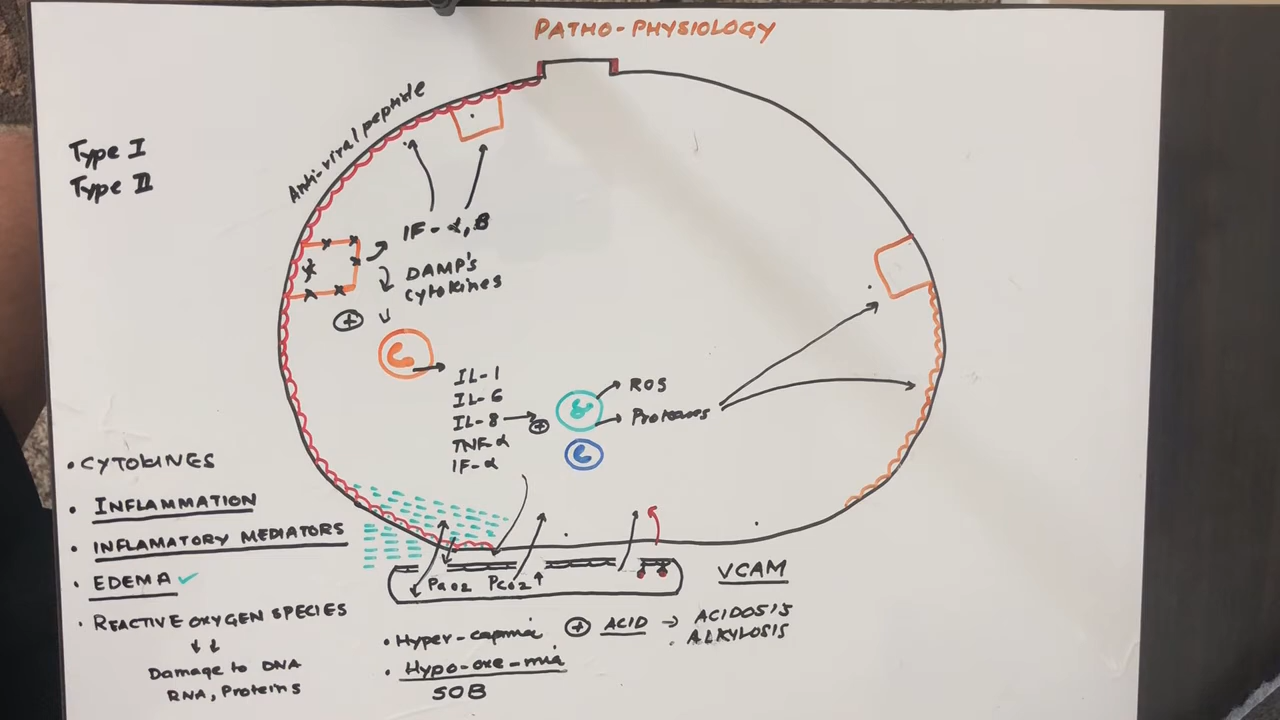 PATHO-PHYSIOLOGY
Type I
Type II
Anti-viral peptide
IF-α,B
DAMP's
Cytokines
+
IL-1
IL-6
IL-8
TNF-α
IF-α
+
ROS
Proteases
• CYTOKINES
• INFLAMMATION
• INFLAMATORY MEDIATORS
• EDEMA ✓
• REACTIVE OXYGEN SPECIES
↓ ↓
Damage to DNA
RNA, Proteins
↓ PaO2 PCO2 ↑
VCAM
• Hyper-capmia
• Hypo-oxe-mia
SOB
+ ACID → ACIDOSIS
• ALKYLOSIS